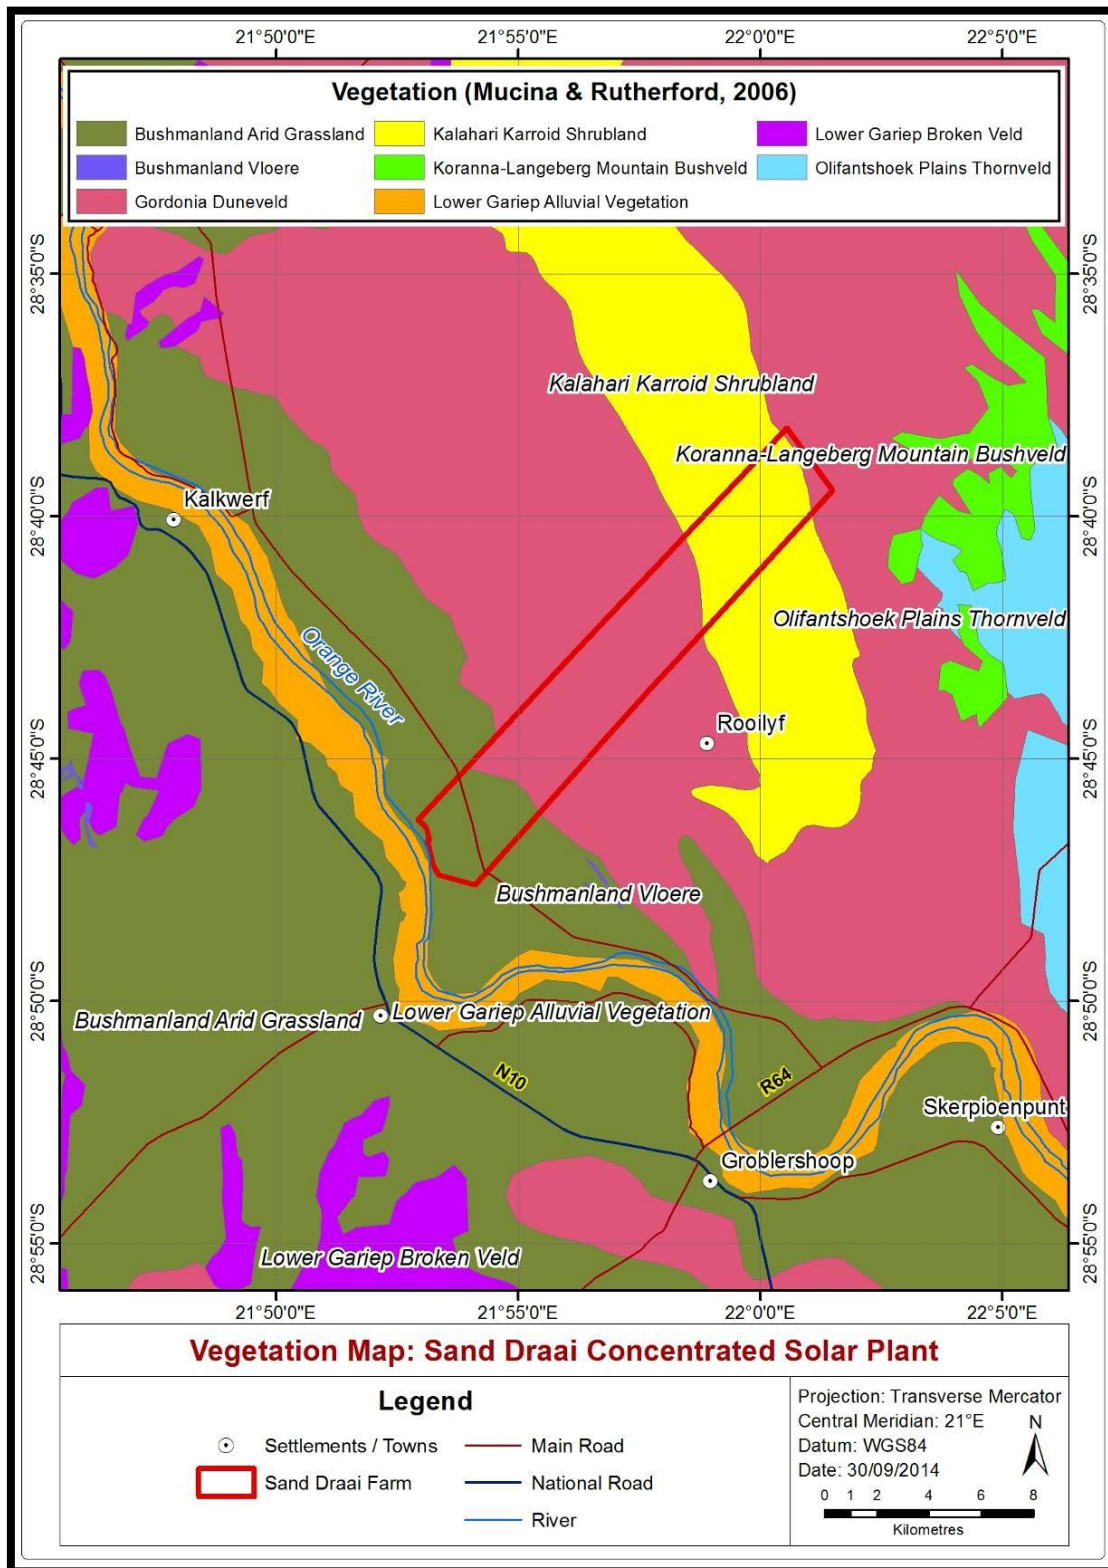 21°50'0"E 21°55'0"E 22°0'0"E 22°5'0"E
Vegetation (Mucina & Rutherford, 2006)
Bushmanland Arid Grassland
Kalahari Karroid Shrubland
Lower Gariep Broken Veld
Bushmanland Vloere
Koranna-Langeberg Mountain Bushveld
Olifantshoek Plains Thornveld
Gordonia Duneveld
Lower Gariep Alluvial Vegetation
28°35'0"S
28°35'0"S
Kalahari Karroid Shrubland
Koranna-Langeberg Mountain Bushveld
Kalkwerf
28°40'0"S
28°40'0"S
Olifantshoek Plains Thornveld
Orange River
Rooilyf
28°45'0"S
28°45'0"S
Bushmanland Vloere
28°50'0"S
28°50'0"S
Lower Gariep Alluvial Vegetation
Bushmanland Arid Grassland
N10
R64
Skerpioenpunt
Groblershoop
28°55'0"S
28°55'0"S
Lower Gariep Broken Veld
21°50'0"E 21°55'0"E 22°0'0"E 22°5'0"E
Vegetation Map: Sand Draai Concentrated Solar Plant
Legend
Settlements / Towns
Main Road
Sand Draai Farm
National Road
River
Projection: Transverse Mercator
Central Meridian: 21°E
N
Datum: WGS84
Date: 30/09/2014
0 1 2 4 6 8
Kilometres